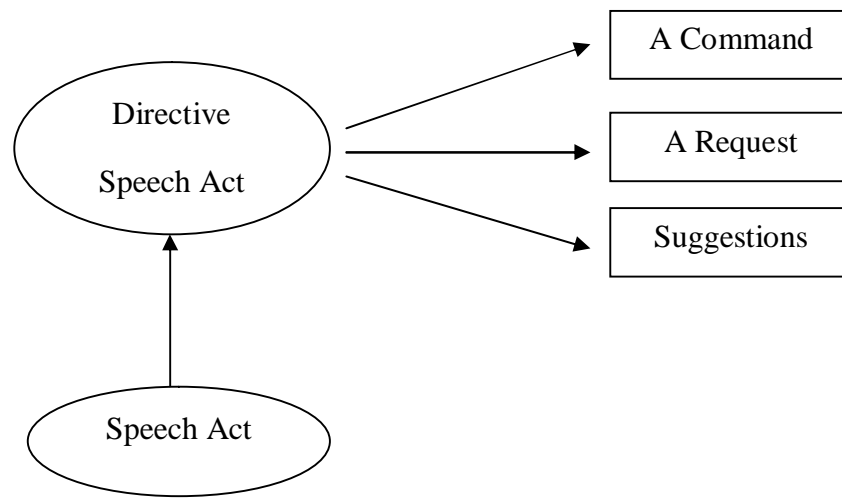 A Command
Directive
Speech Act
A Request
Suggestions
Speech Act